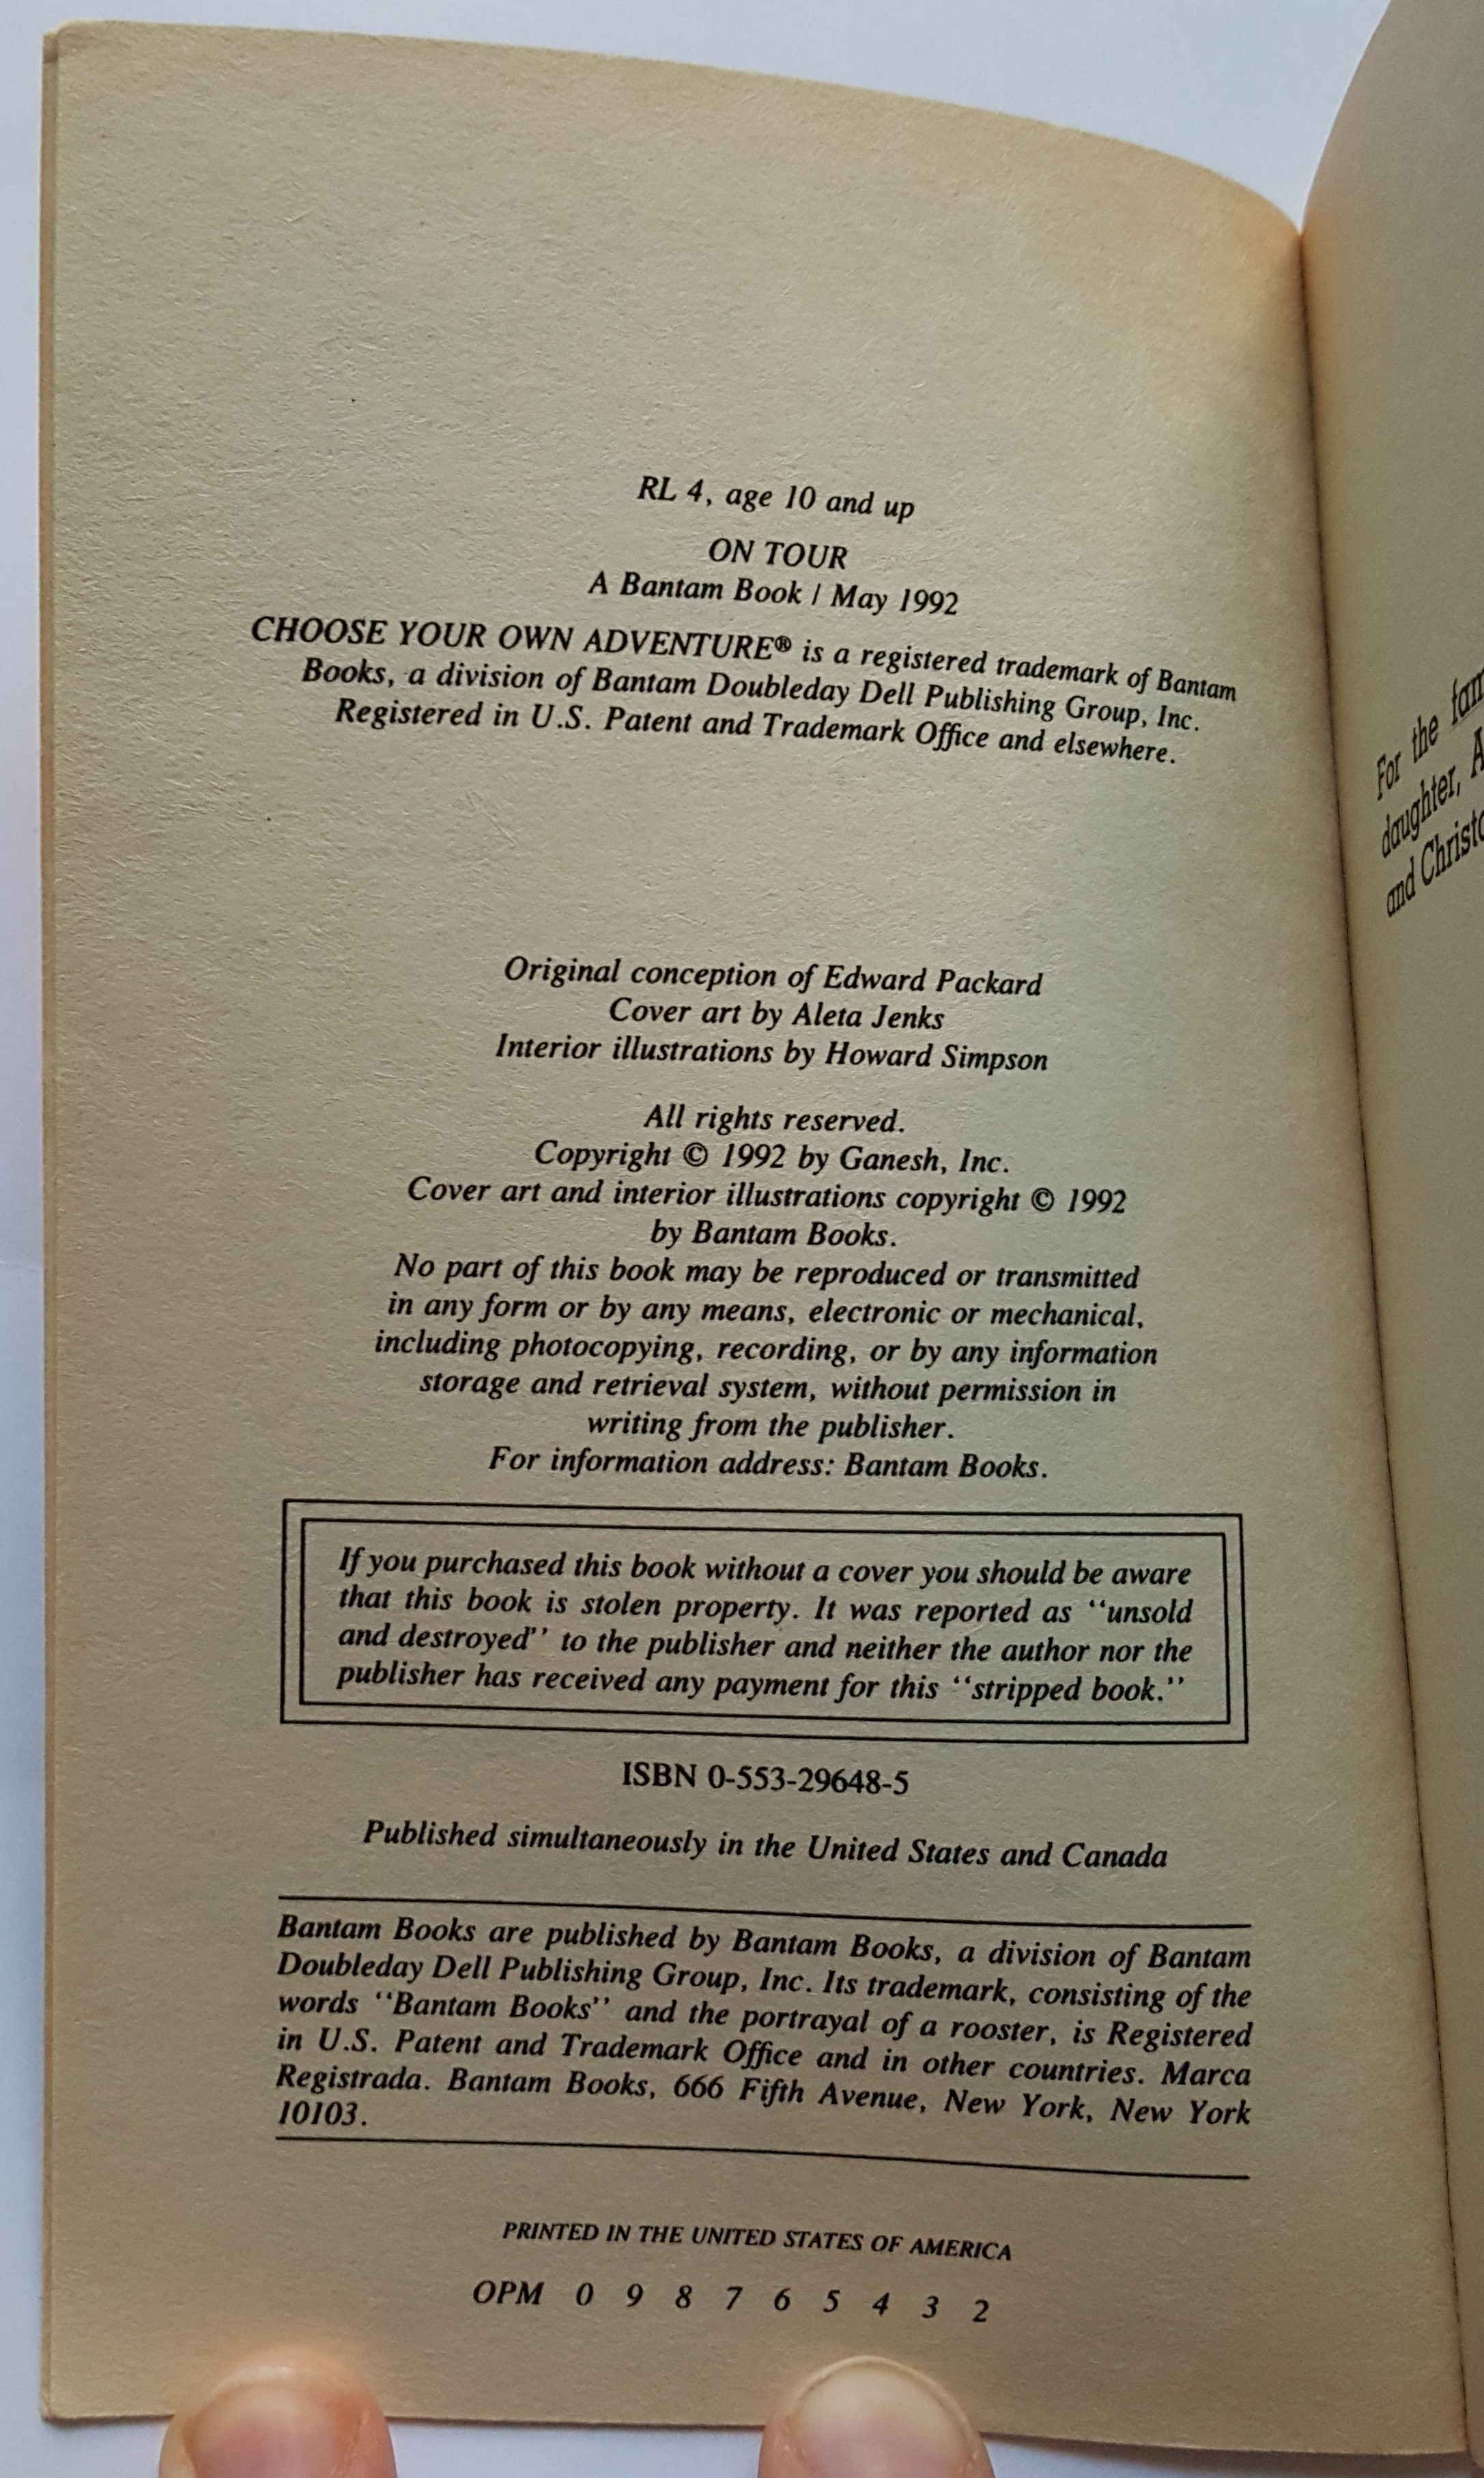 RL 4, age 10 and up
ON TOUR
A Bantam Book / May 1992
CHOOSE YOUR OWN ADVENTURE® is a registered trademark of Bantam
Books, a division of Bantam Doubleday Dell Publishing Group, Inc.
Registered in U.S. Patent and Trademark Office and elsewhere.
Original conception of Edward Packard
Cover art by Aleta Jenks
Interior illustrations by Howard Simpson
All rights reserved.
Copyright © 1992 by Ganesh, Inc.
Cover art and interior illustrations copyright © 1992
by Bantam Books.
No part of this book may be reproduced or transmitted
in any form or by any means, electronic or mechanical,
including photocopying, recording, or by any information
storage and retrieval system, without permission in
writing from the publisher.
For information address: Bantam Books.
If you purchased this book without a cover you should be aware
that this book is stolen property. It was reported as ‘‘unsold
and destroyed’’ to the publisher and neither the author nor the
publisher has received any payment for this ‘‘stripped book.’’
ISBN 0-553-29648-5
Published simultaneously in the United States and Canada
Bantam Books are published by Bantam Books, a division of Bantam
Doubleday Dell Publishing Group, Inc. Its trademark, consisting of the
words ‘‘Bantam Books’’ and the portrayal of a rooster, is Registered
in U.S. Patent and Trademark Office and in other countries. Marca
Registrada. Bantam Books, 666 Fifth Avenue, New York, New York
10103.
PRINTED IN THE UNITED STATES OF AMERICA
OPM 0 9 8 7 6 5 4 3 2
For the
daughter,
and